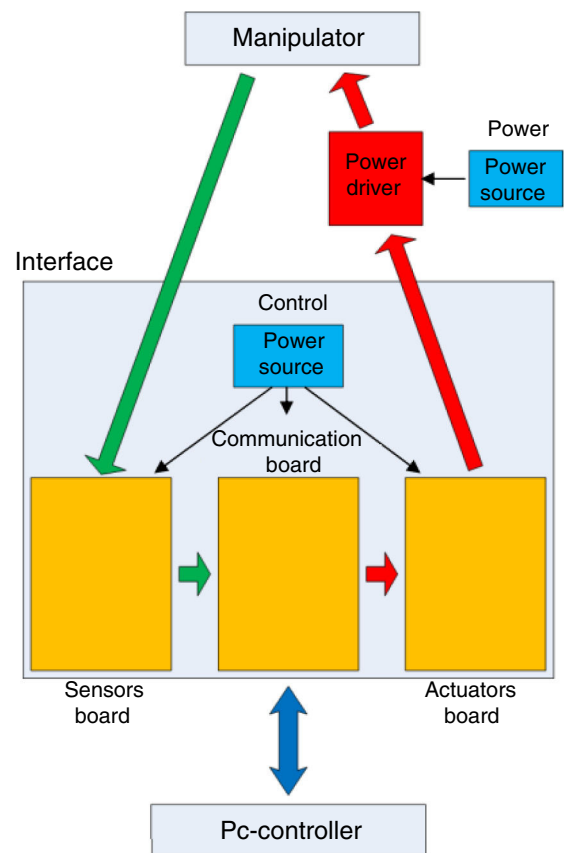 Manipulator
Power
Power
driver
Power
source
Interface
Control
Power
source
Communication
board
Sensors
board
Actuators
board
Pc-controller